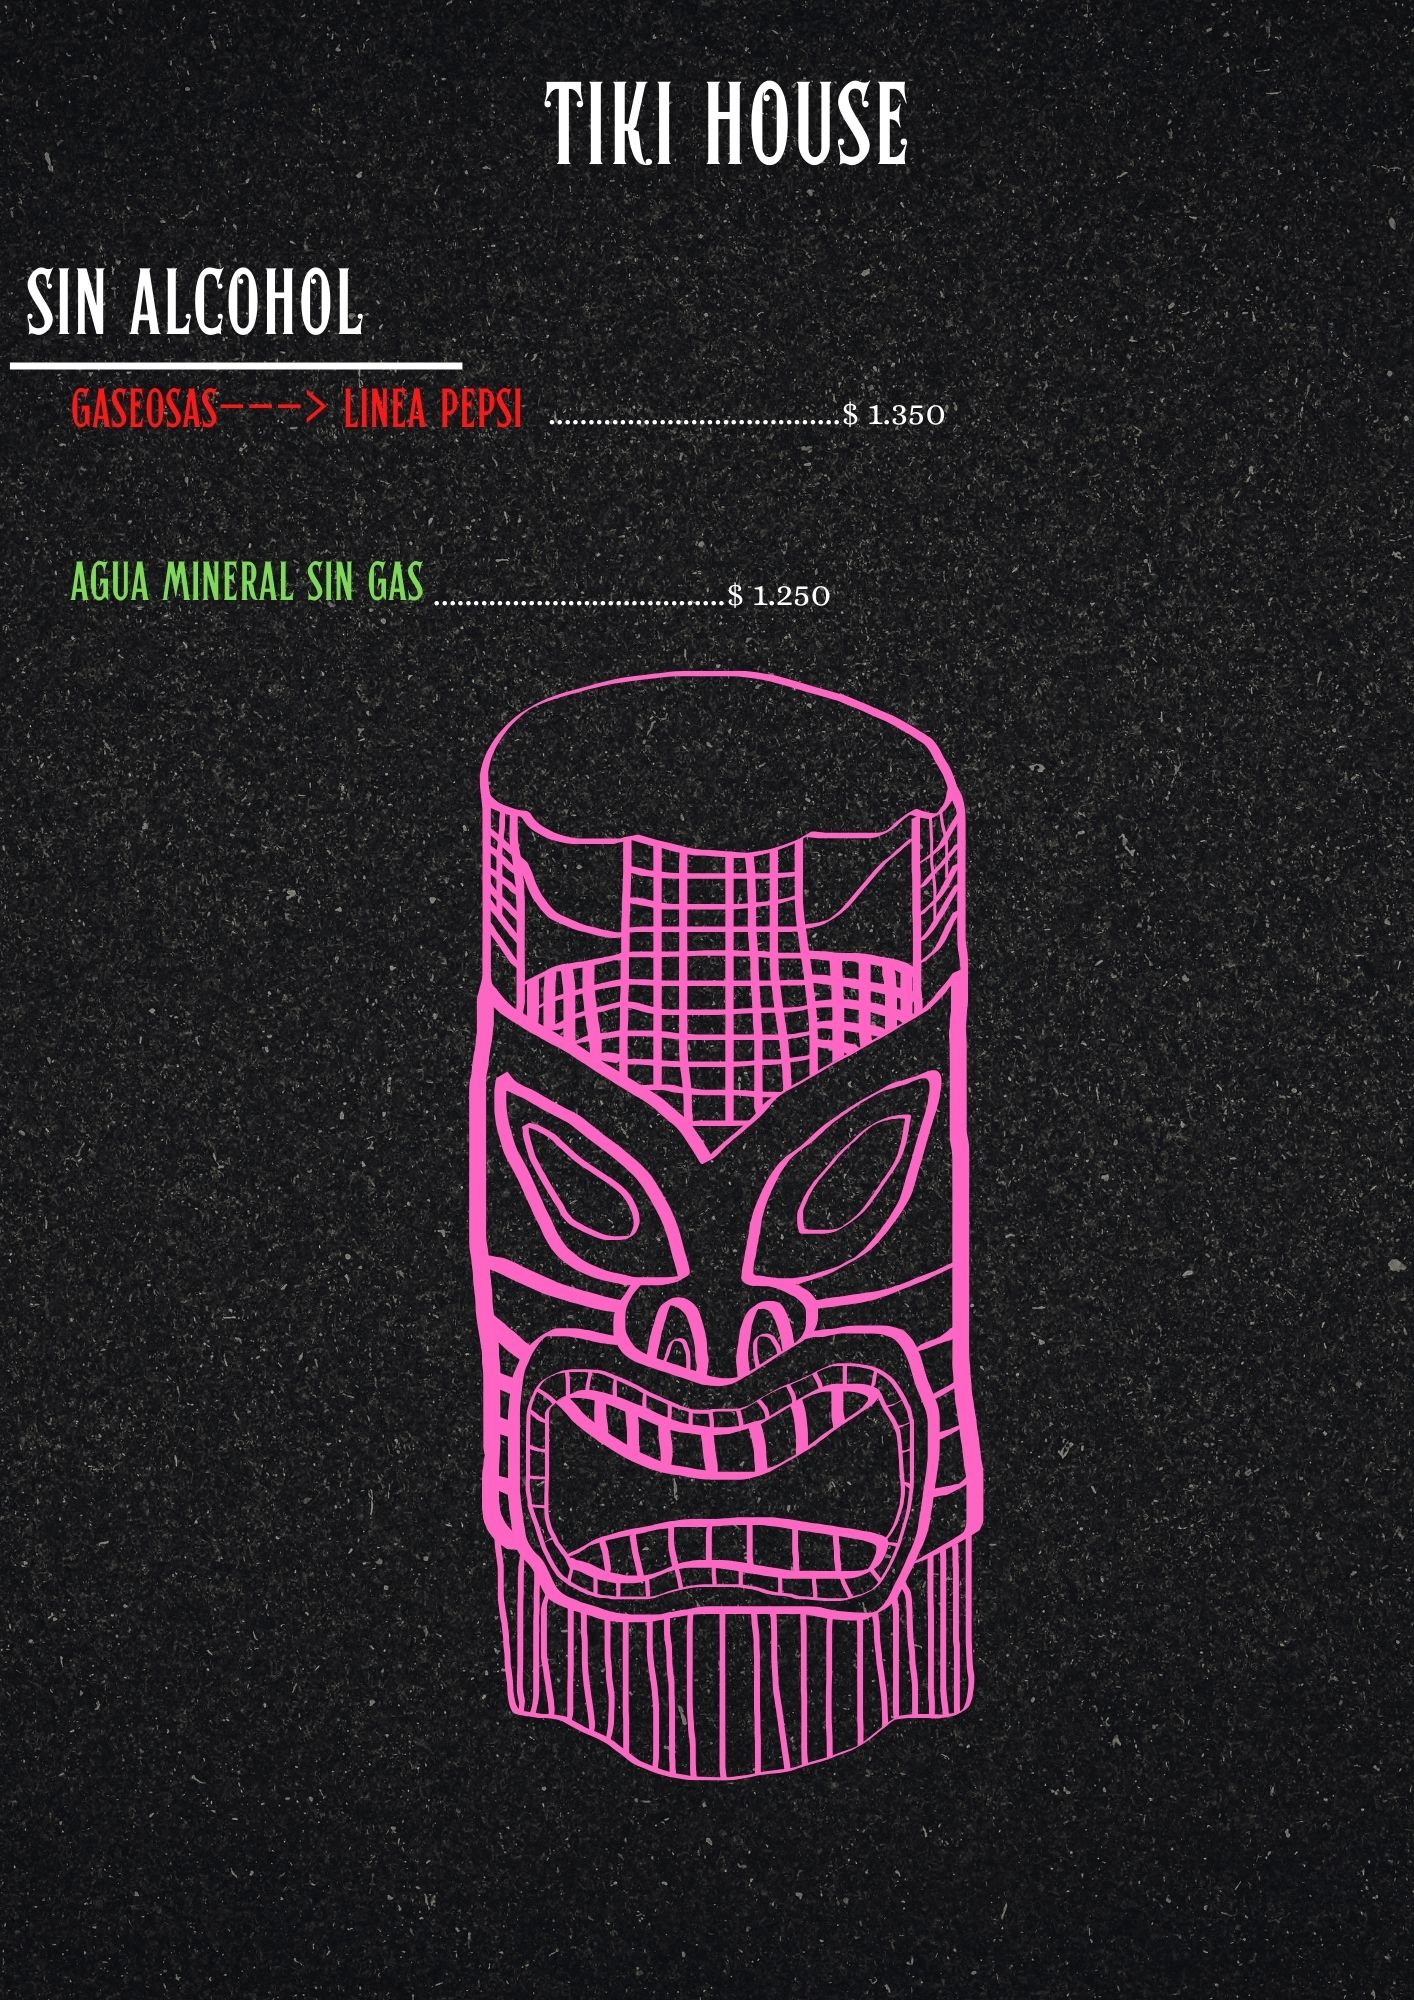 TIKI HOUSE
SIN ALCOHOL
GASEOSAS---> LINEA PEPSI ....................................$ 1.350
AGUA MINERAL SIN GAS ....................................$ 1.250